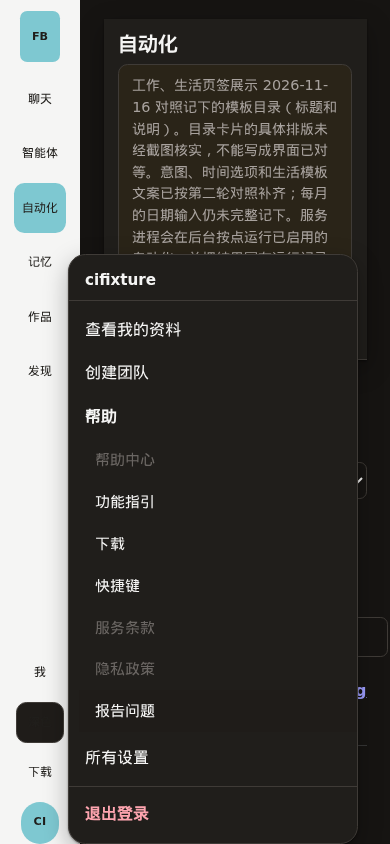 FB
聊天
智能体
自动化
记忆
作品
发现
我
下载
CI
自动化
工作、生活页签展示 2026-11-
16 对照记下的模板目录（标题和
说明）。目录卡片的具体排版未
经截图核实，不能写成界面已对
等。意图、时间选项和生活模板
文案已按第二轮对照补齐；每月
的日期输入仍未完整记下。服务
进程会在后台按点运行已启用的
cifixture
查看我的资料
创建团队
帮助
帮助中心
功能指引
下载
快捷键
服务条款
隐私政策
报告问题
所有设置
退出登录
g